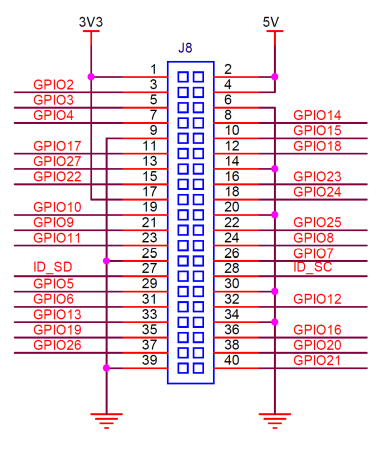 3V3 5V
J8
1 2
GPIO2 3 4
GPIO3 5 6
GPIO4 7 8 GPIO14
9 10 GPIO15
GPIO17 11 12 GPIO18
GPIO27 13 14
GPIO22 15 16 GPIO23
17 18 GPIO24
GPIO10 19 20
GPIO9 21 22 GPIO25
GPIO11 23 24 GPIO8
25 26 GPIO7
ID_SD 27 28 ID_SC
GPIO5 29 30
GPIO6 31 32 GPIO12
GPIO13 33 34
GPIO19 35 36 GPIO16
GPIO26 37 38 GPIO20
39 40 GPIO21